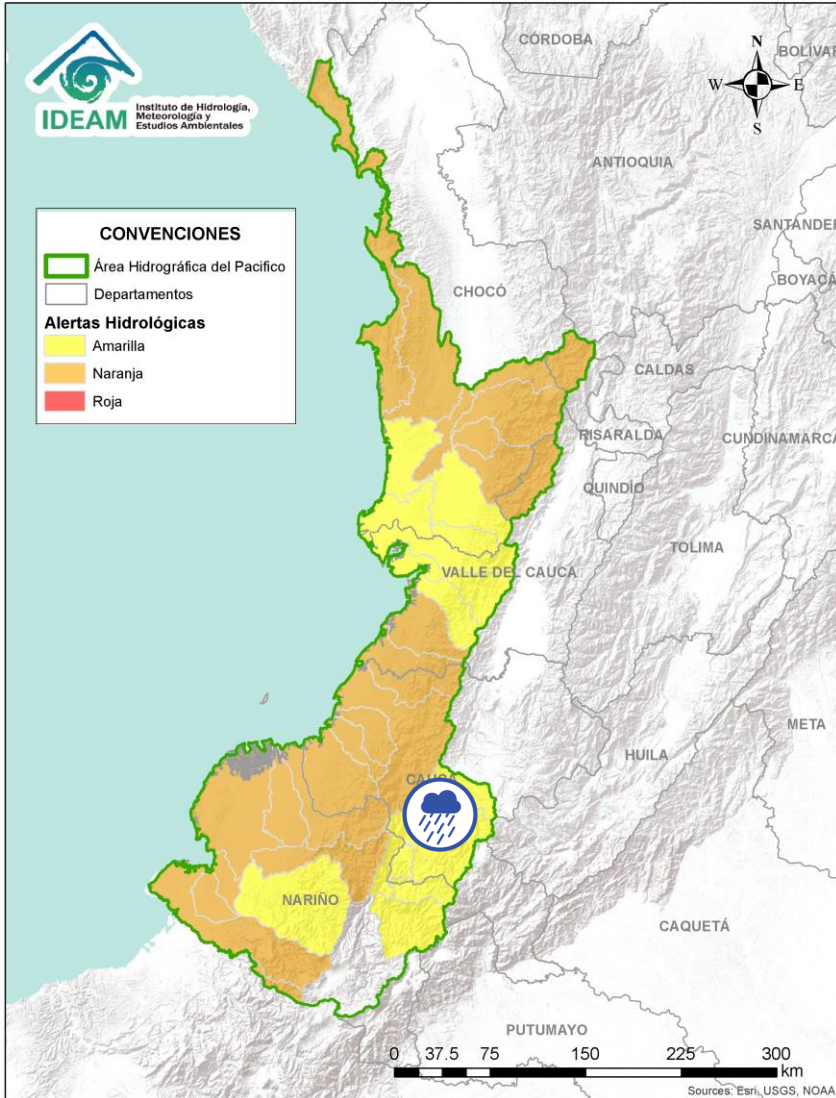 IDEAM
Instituto de Hidrología,
Meteorología y
Estudios Ambientales
CÓRDOBA
BOLÍVAR
N
W E
S
ANTIOQUIA
SANTANDER
BOYACÁ
CHOCÓ
CONVENCIONES
Área Hidrográfica del Pacifico
Departamentos
Alertas Hidrológicas
Amarilla
Naranja
Roja
CALDAS
RISARALDA
CUNDINAMARCA
QUINDÍO
TOLIMA
VALLE DEL CAUCA
META
HUILA
CAUCA
NARIÑO
CAQUETÁ
PUTUMAYO
0 37.5 75 150 225 300
km
Sources: Esri, USGS, NOAA